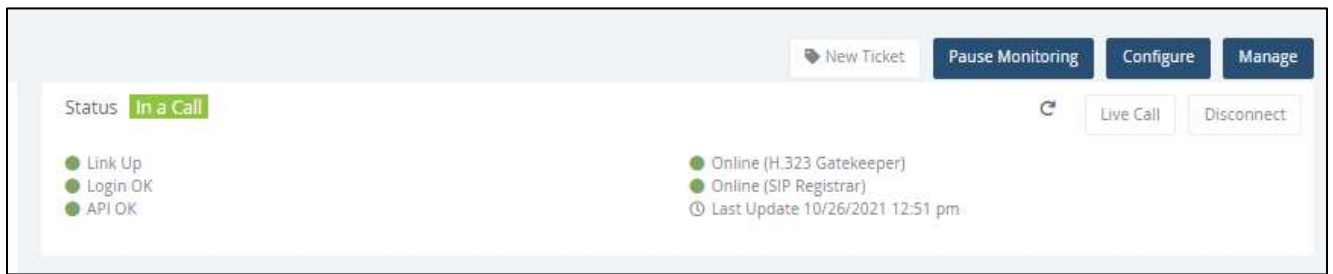 New Ticket Pause Monitoring Configure Manage
Status In a Call Live Call Disconnect
Link Up Online (H.323 Gatekeeper)
Login OK Online (SIP Registrar)
API OK Last Update 10/26/2021 12:51 pm